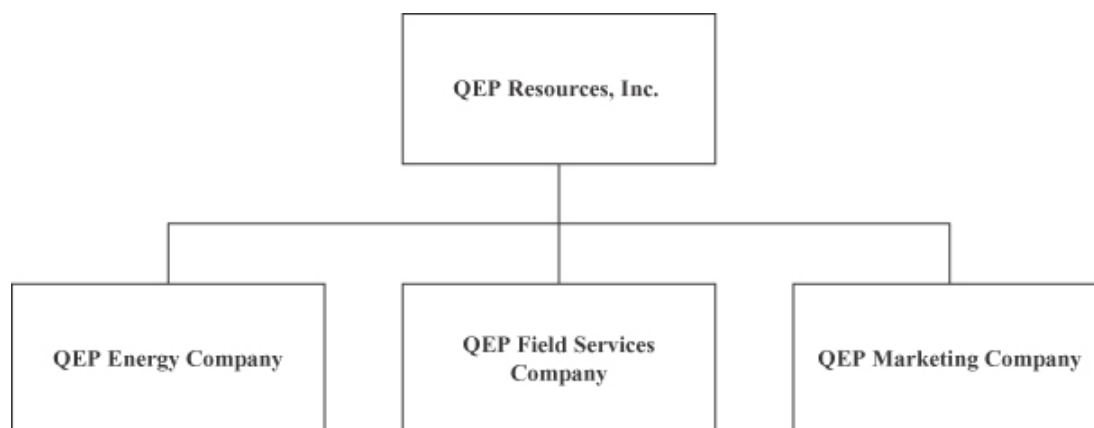 QEP Resources, Inc.
QEP Energy Company
QEP Field Services
Company
QEP Marketing Company